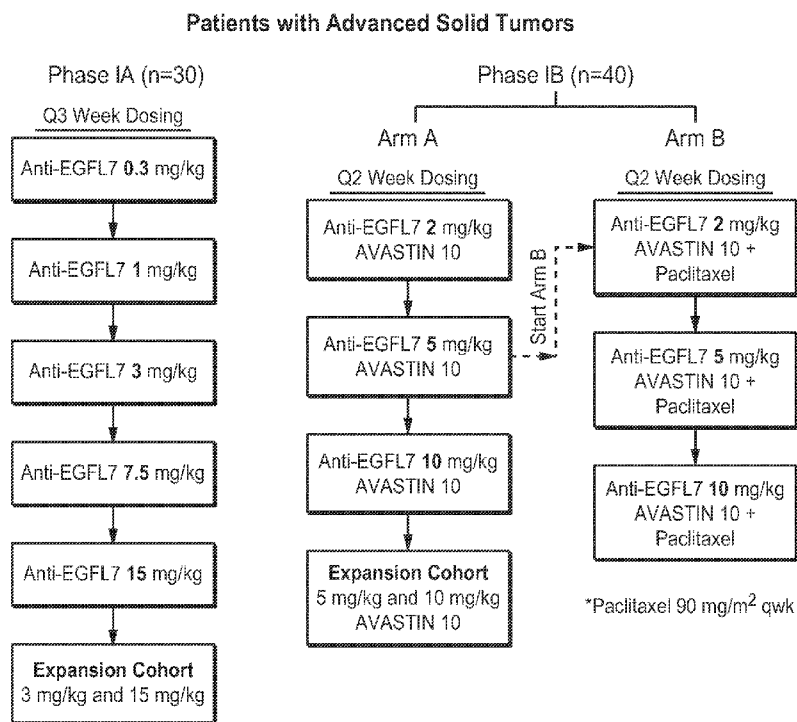 Patients with Advanced Solid Tumors
Phase IA (n=30)
Q3 Week Dosing
Anti-EGFL7 0.3 mg/kg
Anti-EGFL7 1 mg/kg
Anti-EGFL7 3 mg/kg
Anti-EGFL7 7.5 mg/kg
Anti-EGFL7 15 mg/kg
Expansion Cohort
3 mg/kg and 15 mg/kg
Phase IB (n=40)
Arm A
Q2 Week Dosing
Anti-EGFL7 2 mg/kg
AVASTIN 10
Anti-EGFL7 5 mg/kg
AVASTIN 10
Anti-EGFL7 10 mg/kg
AVASTIN 10
Expansion Cohort
5 mg/kg and 10 mg/kg
AVASTIN 10
Start Arm B
Arm B
Q2 Week Dosing
Anti-EGFL7 2 mg/kg
AVASTIN 10 +
Paclitaxel
Anti-EGFL7 5 mg/kg
AVASTIN 10 +
Paclitaxel
Anti-EGFL7 10 mg/kg
AVASTIN 10 +
Paclitaxel
*Paclitaxel 90 mg/m² qwk